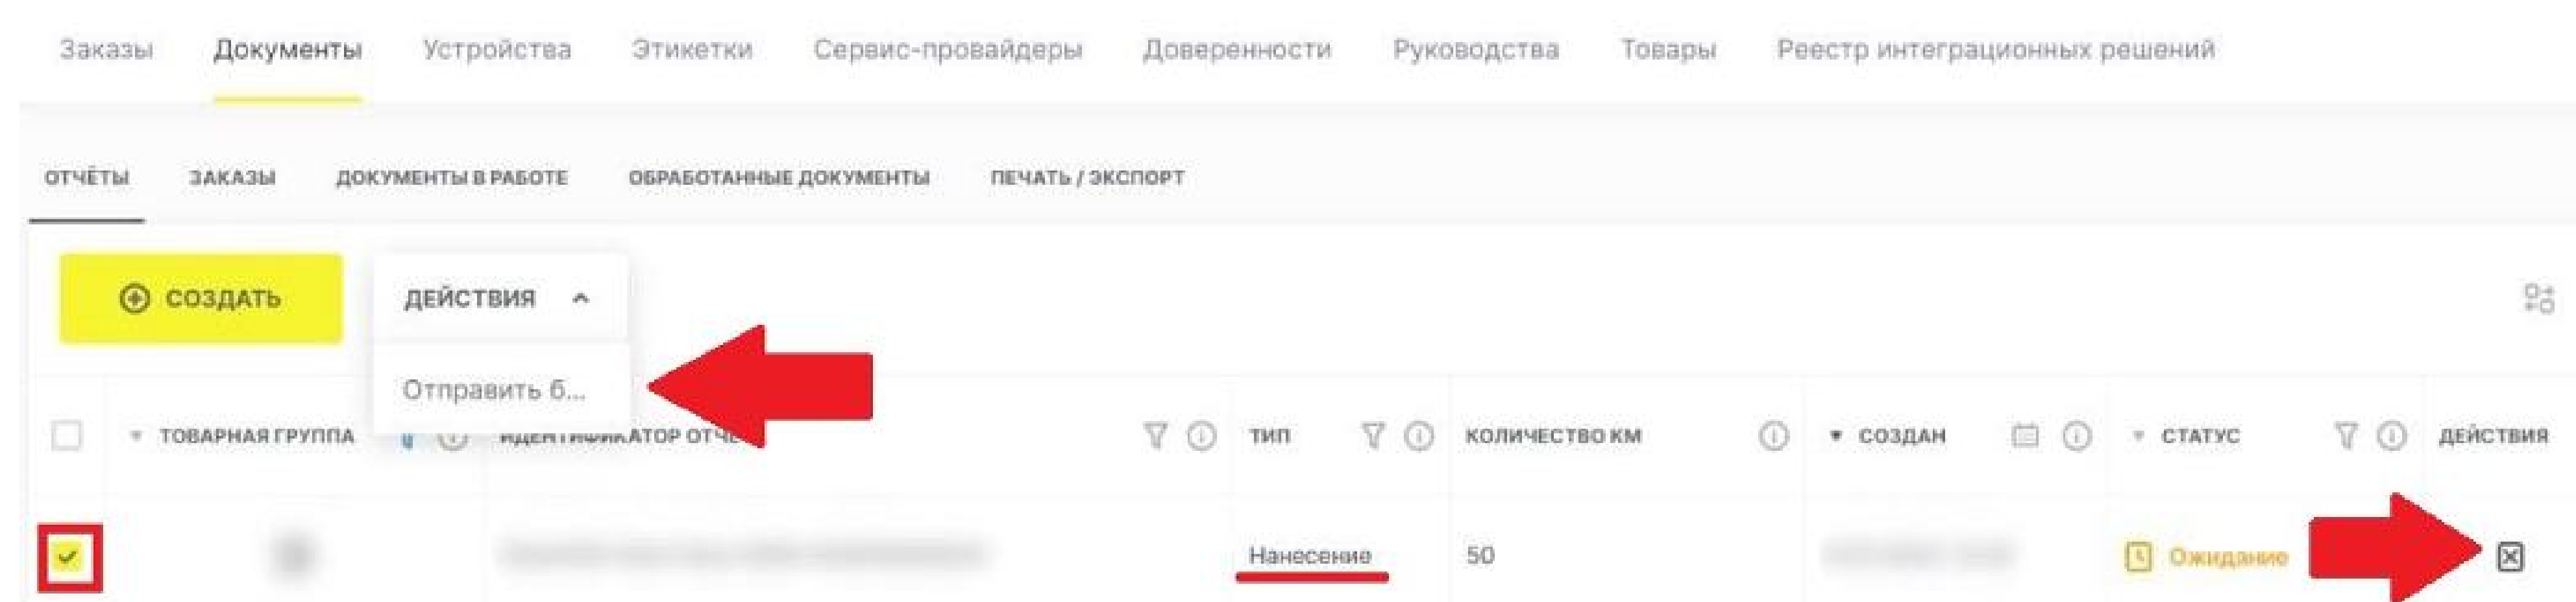 Заказы Документы Устройства Этикетки Сервис-провайдеры Доверенности Руководства Товары Реестр интеграционных решений
ОТЧЁТЫ ЗАКАЗЫ ДОКУМЕНТЫ В РАБОТЕ ОБРАБОТАННЫЕ ДОКУМЕНТЫ ПЕЧАТЬ / ЭКСПОРТ
СОЗДАТЬ ДЕЙСТВИЯ
Отправить б...
ТОВАРНАЯ ГРУППА ИДЕНТИФИКАТОР ТИП КОЛИЧЕСТВО КМ СОЗДАН СТАТУС ДЕЙСТВИЯ
Нанесение 50 Ожидание